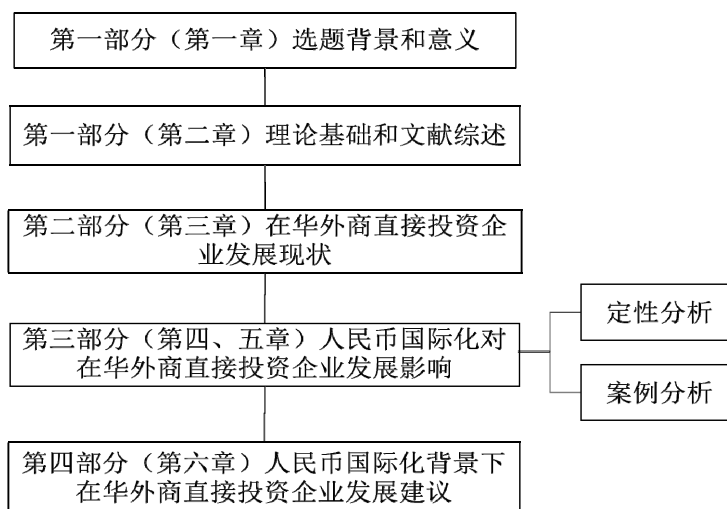 第一部分（第一章）选题背景和意义
第一部分（第二章）理论基础和文献综述
第二部分（第三章）在华外商直接投资企
业发展现状
第三部分（第四、五章）人民币国际化对
在华外商直接投资企业发展影响
定性分析
案例分析
第四部分（第六章）人民币国际化背景下
在华外商直接投资企业发展建议